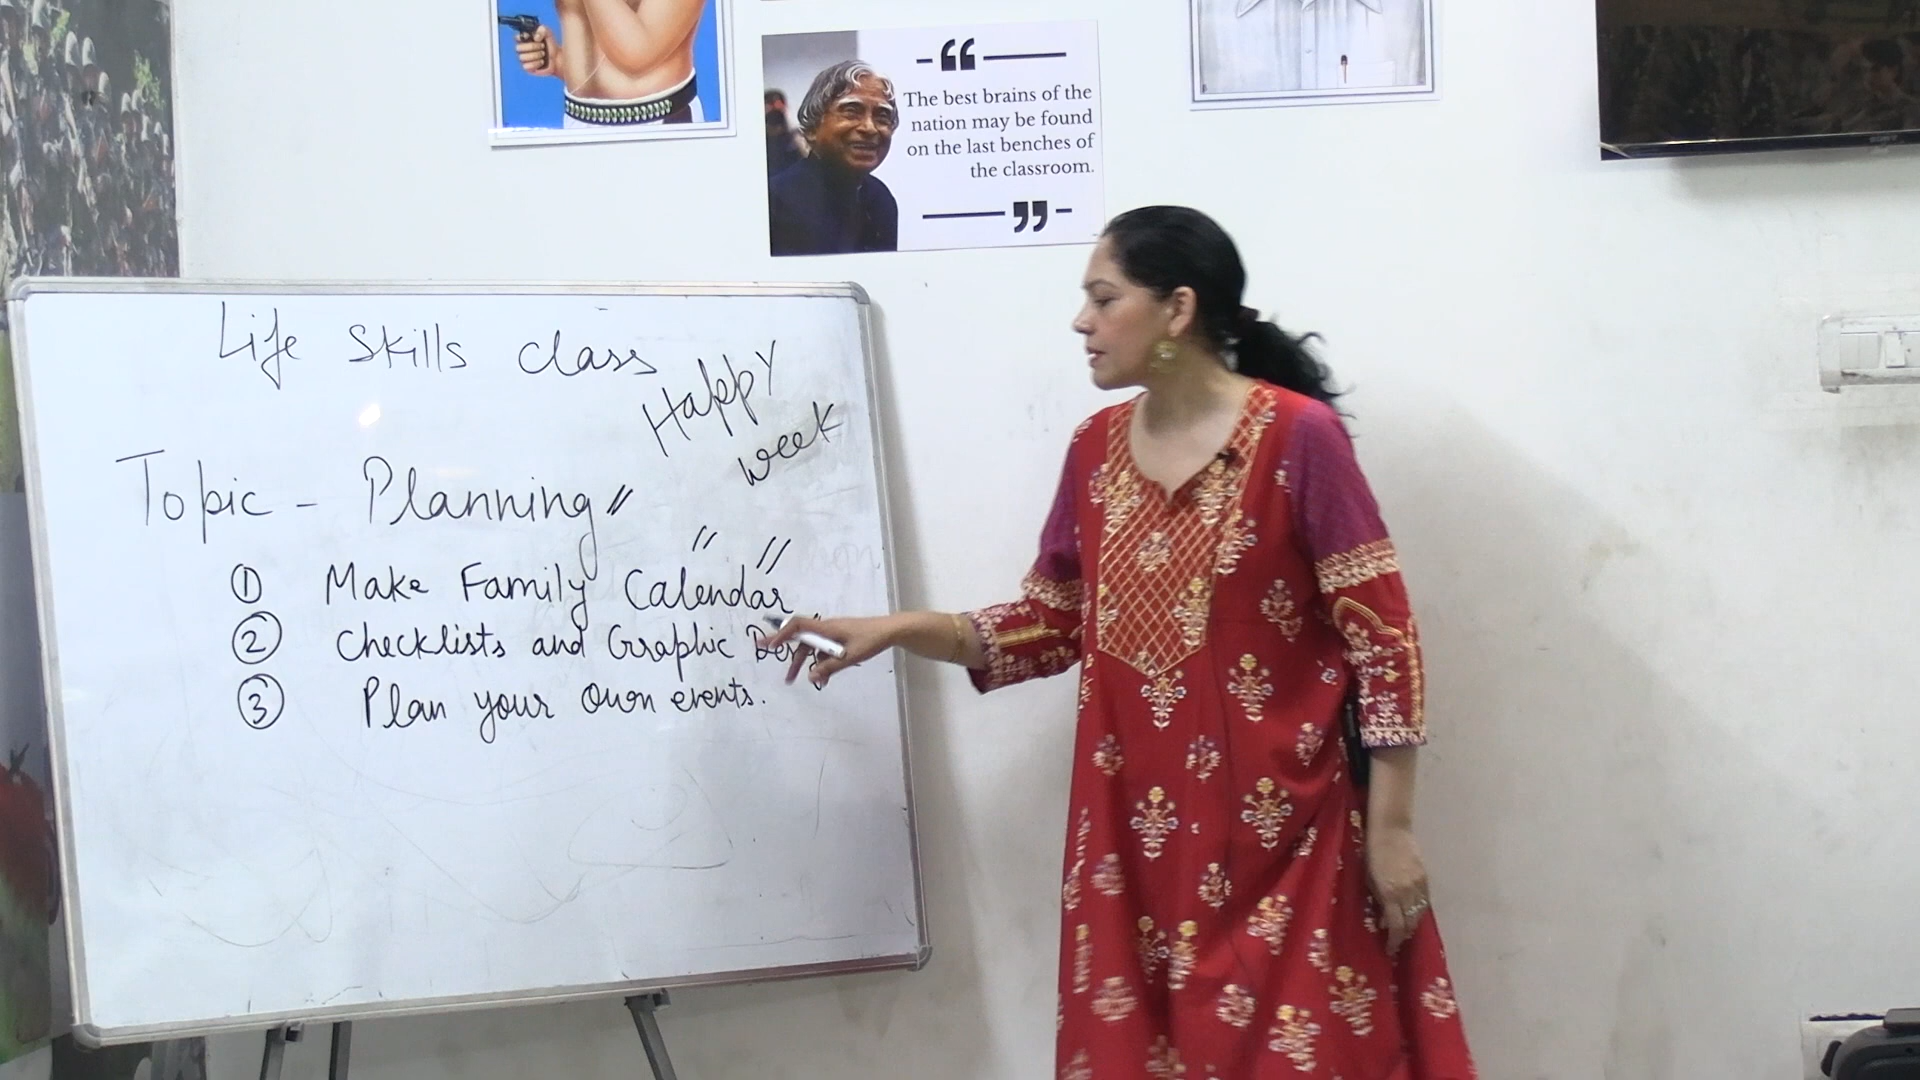 The best brains of the
nation may be found
on the last benches of
the classroom.
Life Skills Class
Happy
week
Topic - Planning
① Make Family Calendar
② Checklists and Graphic
③ Plan your own events.